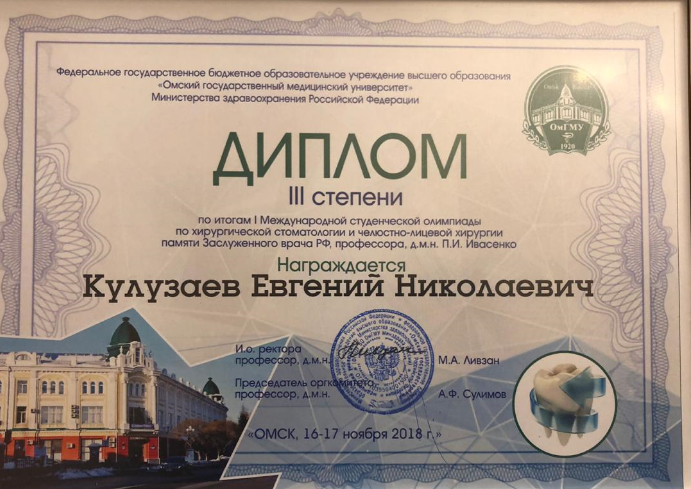 Федеральное государственное бюджетное образовательное учреждение высшего образования
«Омский государственный медицинский университет»
Министерства здравоохранения Российской Федерации
ОмГМУ
1920
ДИПЛОМ
III степени
по итогам I Международной студенческой олимпиады
по хирургической стоматологии и челюстно-лицевой хирургии
памяти Заслуженного врача РФ, профессора, д.м.н. П.И. Ивасенко
Награждается
Кулузаев Евгений Николаевич
И.о. ректора
профессор, д.м.н. М.А. Ливзан
Председатель оргкомитета,
профессор, д.м.н. А.Ф. Сулимов
«ОМСК, 16-17 ноября 2018 г.»